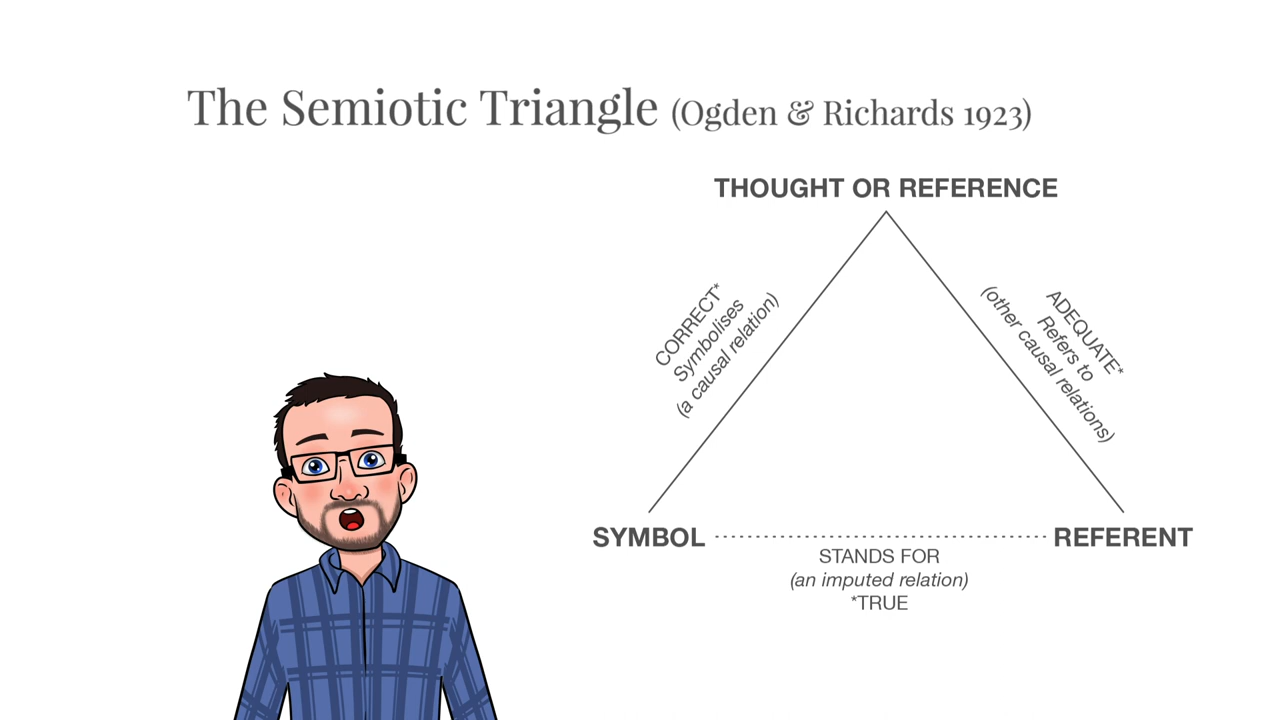 The Semiotic Triangle (Ogden & Richards 1923)
THOUGHT OR REFERENCE
CORRECT*
Symbolises
(a causal relation)
ADEQUATE*
Refers to
(other causal relations)
SYMBOL
REFERENT
STANDS FOR
(an imputed relation)
*TRUE